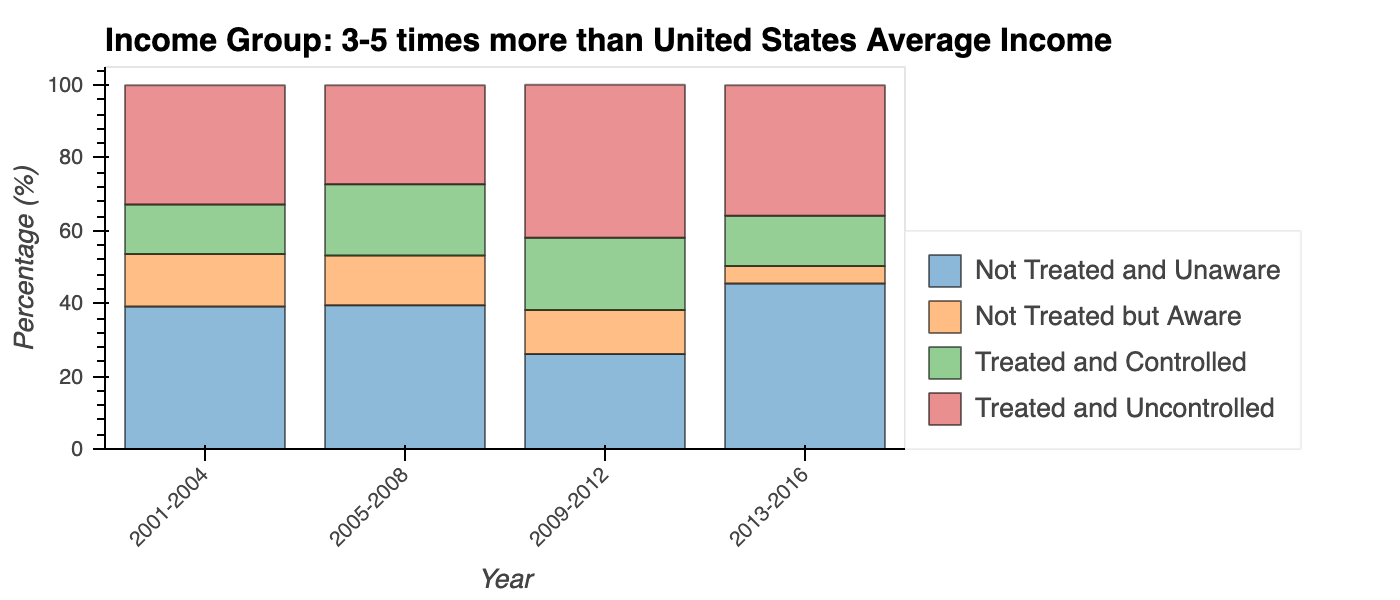 Income Group: 3-5 times more than United States Average Income
Percentage (%)
100
80
60
40
20
0
2001-2004
2005-2008
2009-2012
2013-2016
Year
Not Treated and Unaware
Not Treated but Aware
Treated and Controlled
Treated and Uncontrolled